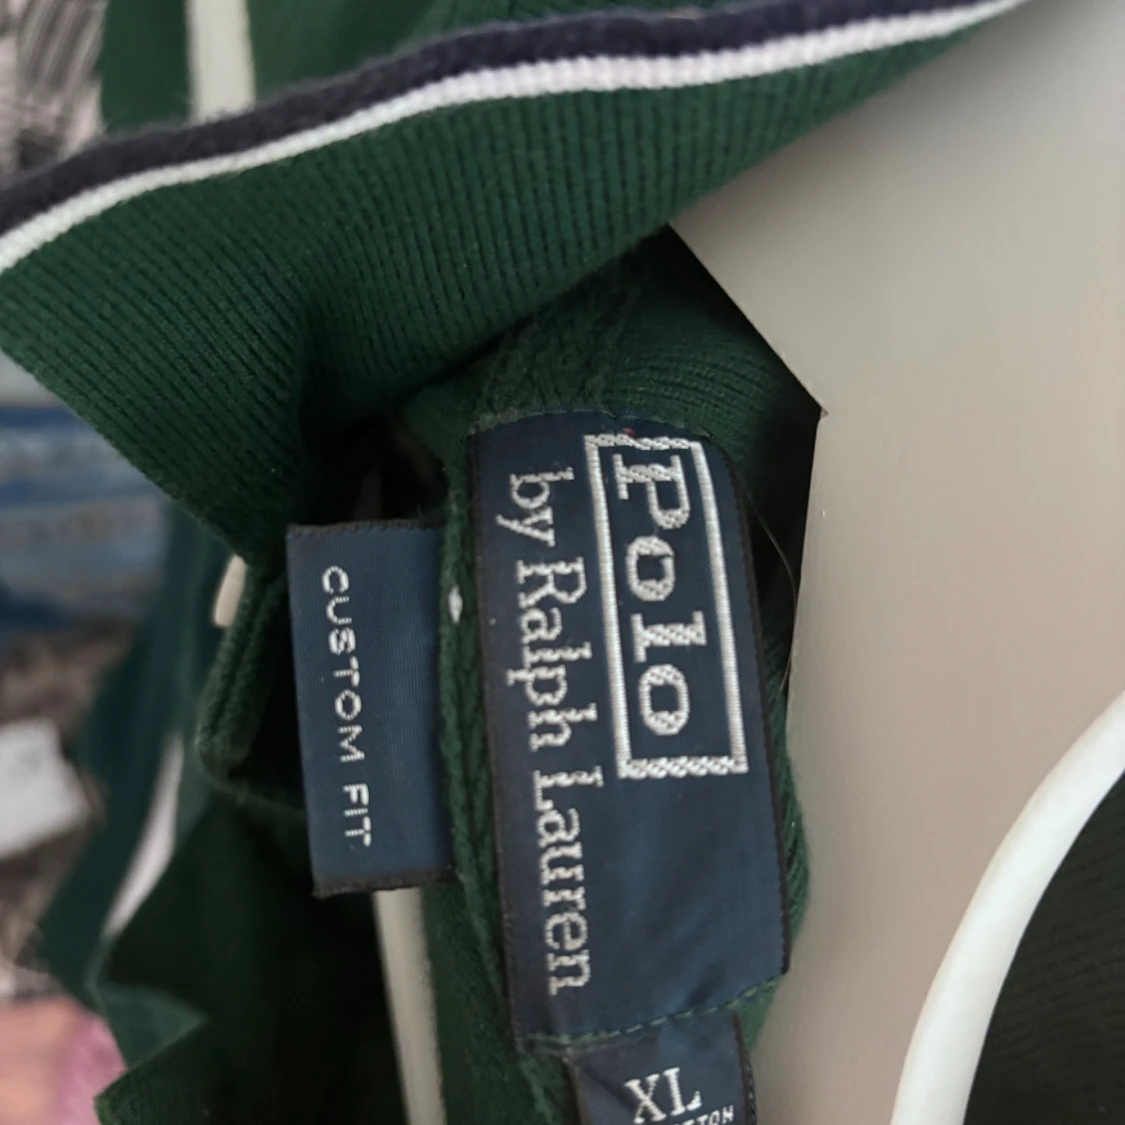 Polo
by Ralph Lauren
CUSTOM FIT
XL